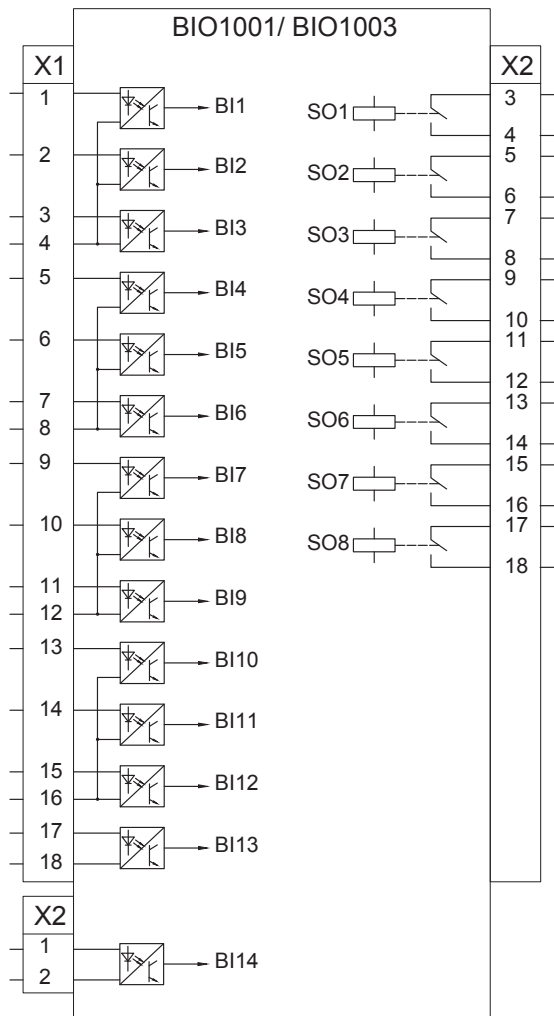 BIO1001/ BIO1003
X1
X2
1
BI1
SO1
3
4
2
BI2
SO2
5
6
3
4
BI3
SO3
7
8
5
BI4
SO4
9
10
6
BI5
SO5
11
12
7
8
BI6
SO6
13
14
9
BI7
SO7
15
16
10
BI8
SO8
17
18
11
12
BI9
13
BI10
14
BI11
15
16
BI12
17
18
BI13
X2
1
2
BI14